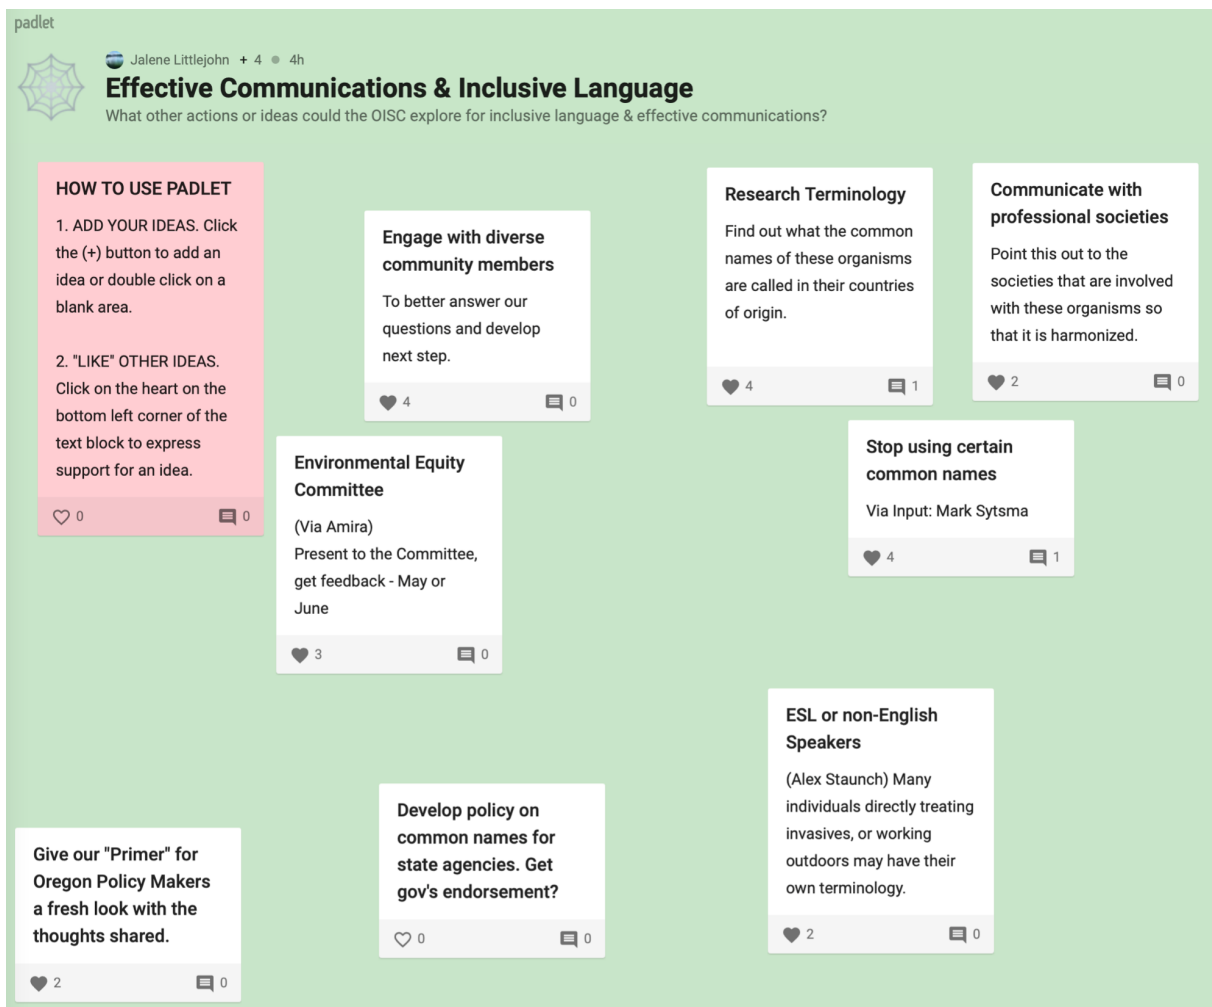 padlet
Jalene Littlejohn + 4 4h
Effective Communications & Inclusive Language
What other actions or ideas could the OISC explore for inclusive language & effective communications?
HOW TO USE PADLET
1. ADD YOUR IDEAS. Click
the (+) button to add an
idea or double click on a
blank area.
2. "LIKE" OTHER IDEAS.
Click on the heart on the
bottom left corner of the
text block to express
support for an idea.
0 0
Engage with diverse
community members
To better answer our
questions and develop
next step.
4 0
Research Terminology
Find out what the common
names of these organisms
are called in their countries
of origin.
4 1
Communicate with
professional societies
Point this out to the
societies that are involved
with these organisms so
that it is harmonized.
2 0
Environmental Equity
Committee
(Via Amira)
Present to the Committee,
get feedback - May or
June
3 0
Stop using certain
common names
Via Input: Mark Sytsma
4 1
ESL or non-English
Speakers
(Alex Staunch) Many
individuals directly treating
invasives, or working
outdoors may have their
own terminology.
2 0
Give our "Primer" for
Oregon Policy Makers
a fresh look with the
thoughts shared.
2 0
Develop policy on
common names for
state agencies. Get
gov's endorsement?
0 0